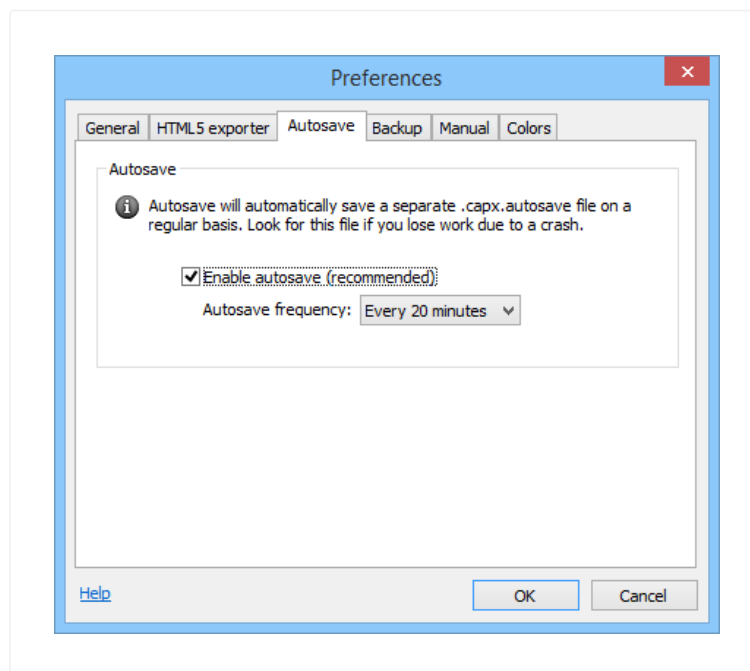 Preferences
General HTML5 exporter Autosave Backup Manual Colors
Autosave
Autosave will automatically save a separate .capx.autosave file on a
regular basis. Look for this file if you lose work due to a crash.
Enable autosave (recommended)
Autosave frequency: Every 20 minutes
Help OK Cancel